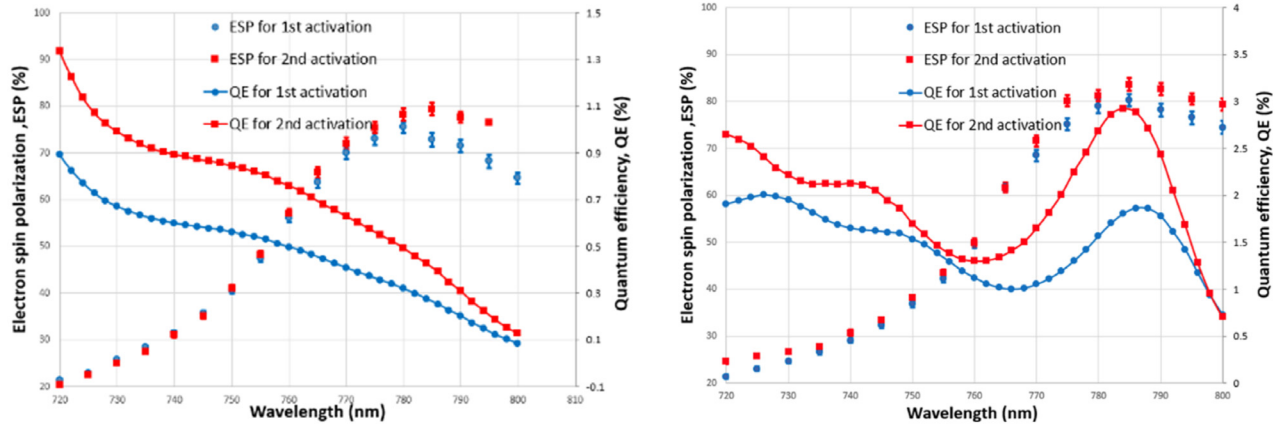 100
90
80
70
60
50
40
30
20
Electron spin polarization ,ESP (%)
ESP for 1st activation
ESP for 2nd activation
QE for 1st activation
QE for 2nd activation
1.5
1.3
1.1
0.9
0.7
0.5
0.3
0.1
-0.1
Quantum efficiency, QE (%)
720 730 740 750 760 770 780 790 800 810
Wavelength (nm)
100
90
80
70
60
50
40
30
20
Electron spin polarization ,ESP (%)
ESP for 1st activation
ESP for 2nd activation
QE for 1st activation
QE for 2nd activation
4
3.5
3
2.5
2
1.5
1
0.5
0
Quantum efficiency, QE (%)
720 730 740 750 760 770 780 790 800
Wavelength (nm)